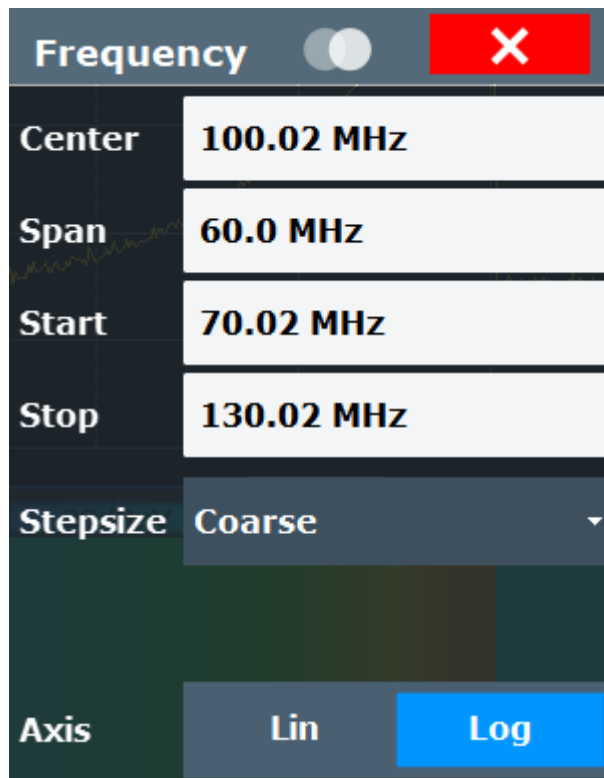 Frequency
Center 100.02 MHz
Span 60.0 MHz
Start 70.02 MHz
Stop 130.02 MHz
Stepsize Coarse
Axis Lin Log